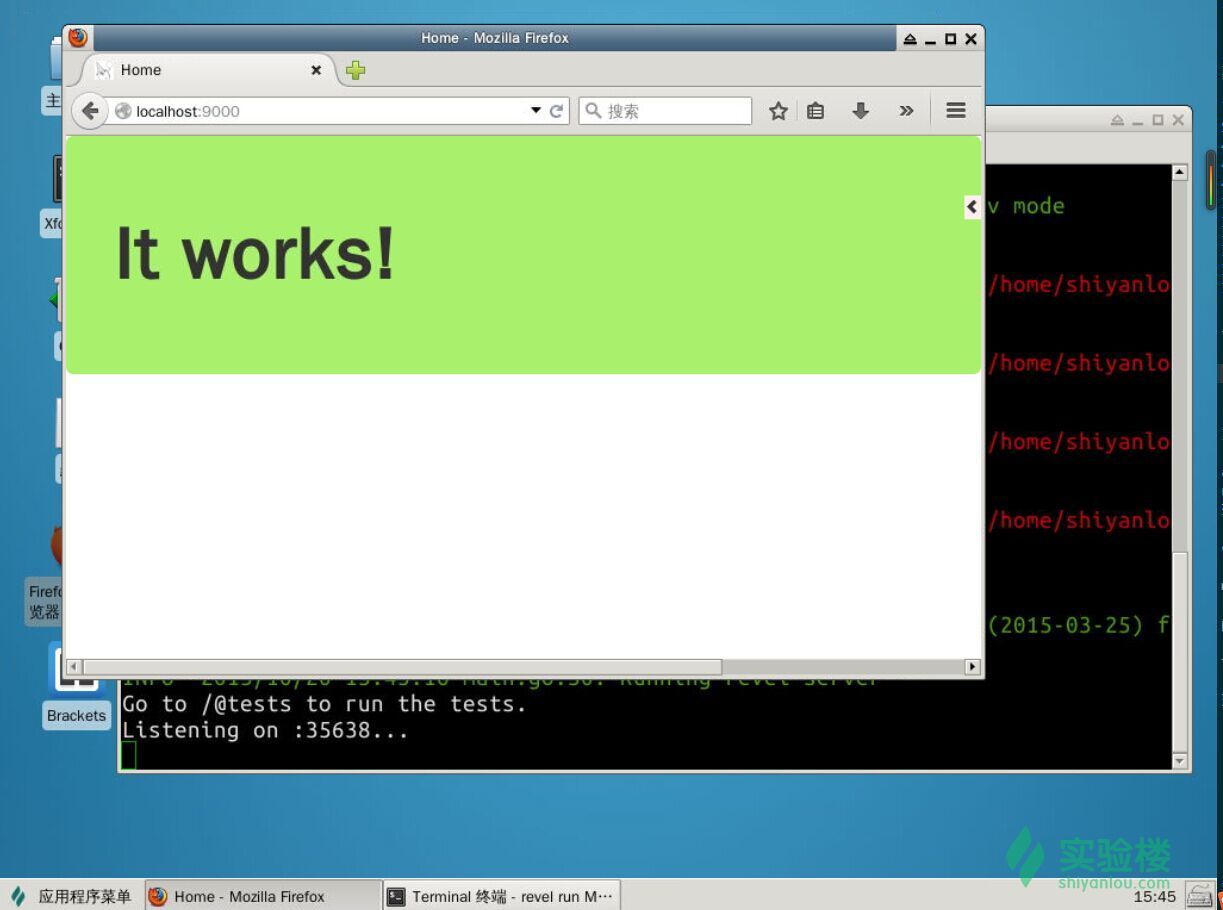 Home - Mozilla Firefox
Home
localhost:9000
搜索
主
Xfc
v mode
It works!
/home/shiyanlo
/home/shiyanlo
/home/shiyanlo
/home/shiyanlo
Firefo
览器
(2015-03-25) f
Go to /@tests to run the tests.
Brackets
Listening on :35638...
实验楼
shiyanlou.com
应用程序菜单
Home - Mozilla Firefox
Terminal 终端 - revel run M…
15:45